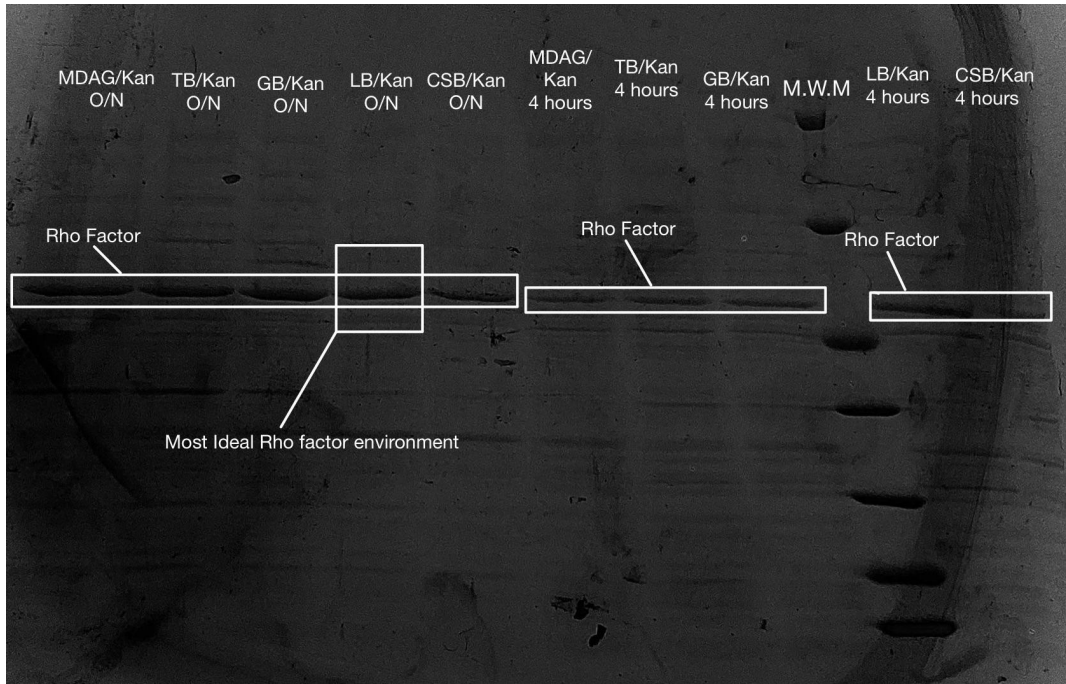 MDAG/Kan
O/N
TB/Kan
O/N
GB/Kan
O/N
LB/Kan
O/N
CSB/Kan
O/N
MDAG/
Kan
4 hours
TB/Kan
4 hours
GB/Kan
4 hours
M.W.M
LB/Kan
4 hours
CSB/Kan
4 hours
Rho Factor
Rho Factor
Rho Factor
Most Ideal Rho factor environment